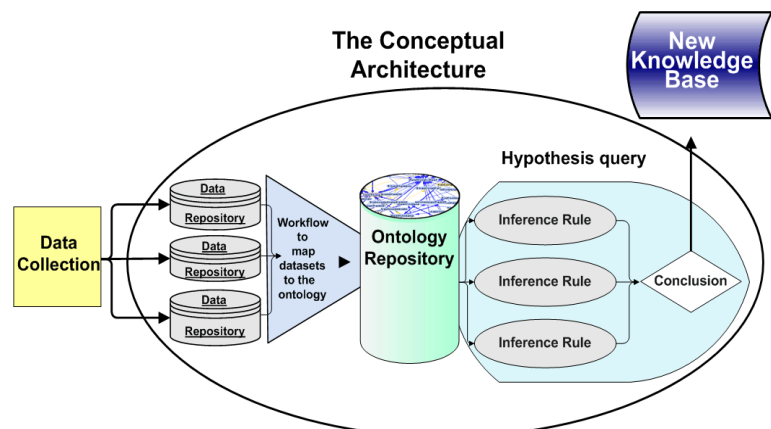 The Conceptual
Architecture
New
Knowledge
Base
Hypothesis query
Data
Collection
Data
Repository
Data
Repository
Data
Repository
Workflow
to
map
datasets
to the
ontology
Ontology
Repository
Inference Rule
Inference Rule
Inference Rule
Conclusion